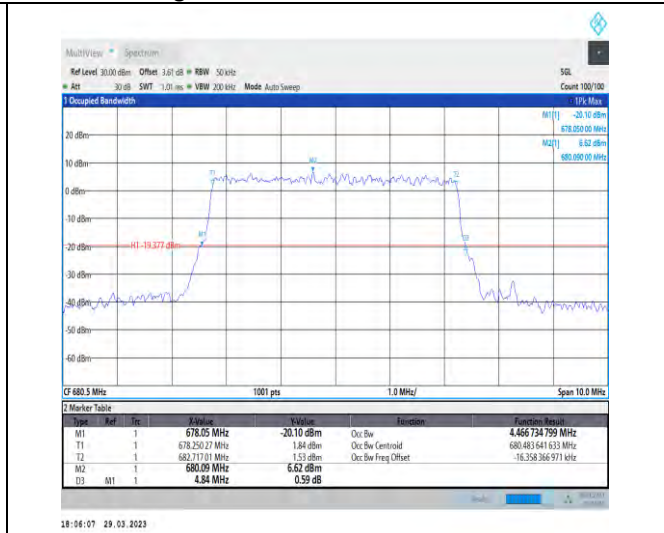 MultiView Spectrum
Ref Level 30.00 dBm Offset 3.61 dB RBW 50 kHz SGL
Att 30 dB SWT 1.01 ms VBW 200 kHz Mode Auto Sweep Count 100/100
1 Occupied Bandwidth 1Pk Max
M1[1] -20.10 dBm
678.05000 MHz
M2[1] 6.62 dBm
680.09000 MHz
20 dBm
10 dBm
M2
T1 T2
0 dBm
-10 dBm
M1
D3
-20 dBm H1 -19.377 dBm
-30 dBm
-40 dBm
-50 dBm
-60 dBm
CF 680.5 MHz 1001 pts 1.0 MHz/ Span 10.0 MHz
2 Marker Table
Type Ref Trc X-Value Y-Value Function Function Result
M1 1 678.05 MHz -20.10 dBm Occ Bw 4.466 734 799 MHz
T1 1 678.250 27 MHz 1.84 dBm Occ Bw Centroid 680.483 641 633 MHz
T2 1 682.717 01 MHz 1.53 dBm Occ Bw Freq Offset -16.358 366 971 kHz
M2 1 680.09 MHz 6.62 dBm
D3 M1 1 4.84 MHz 0.59 dB
18:06:07 29.03.2023